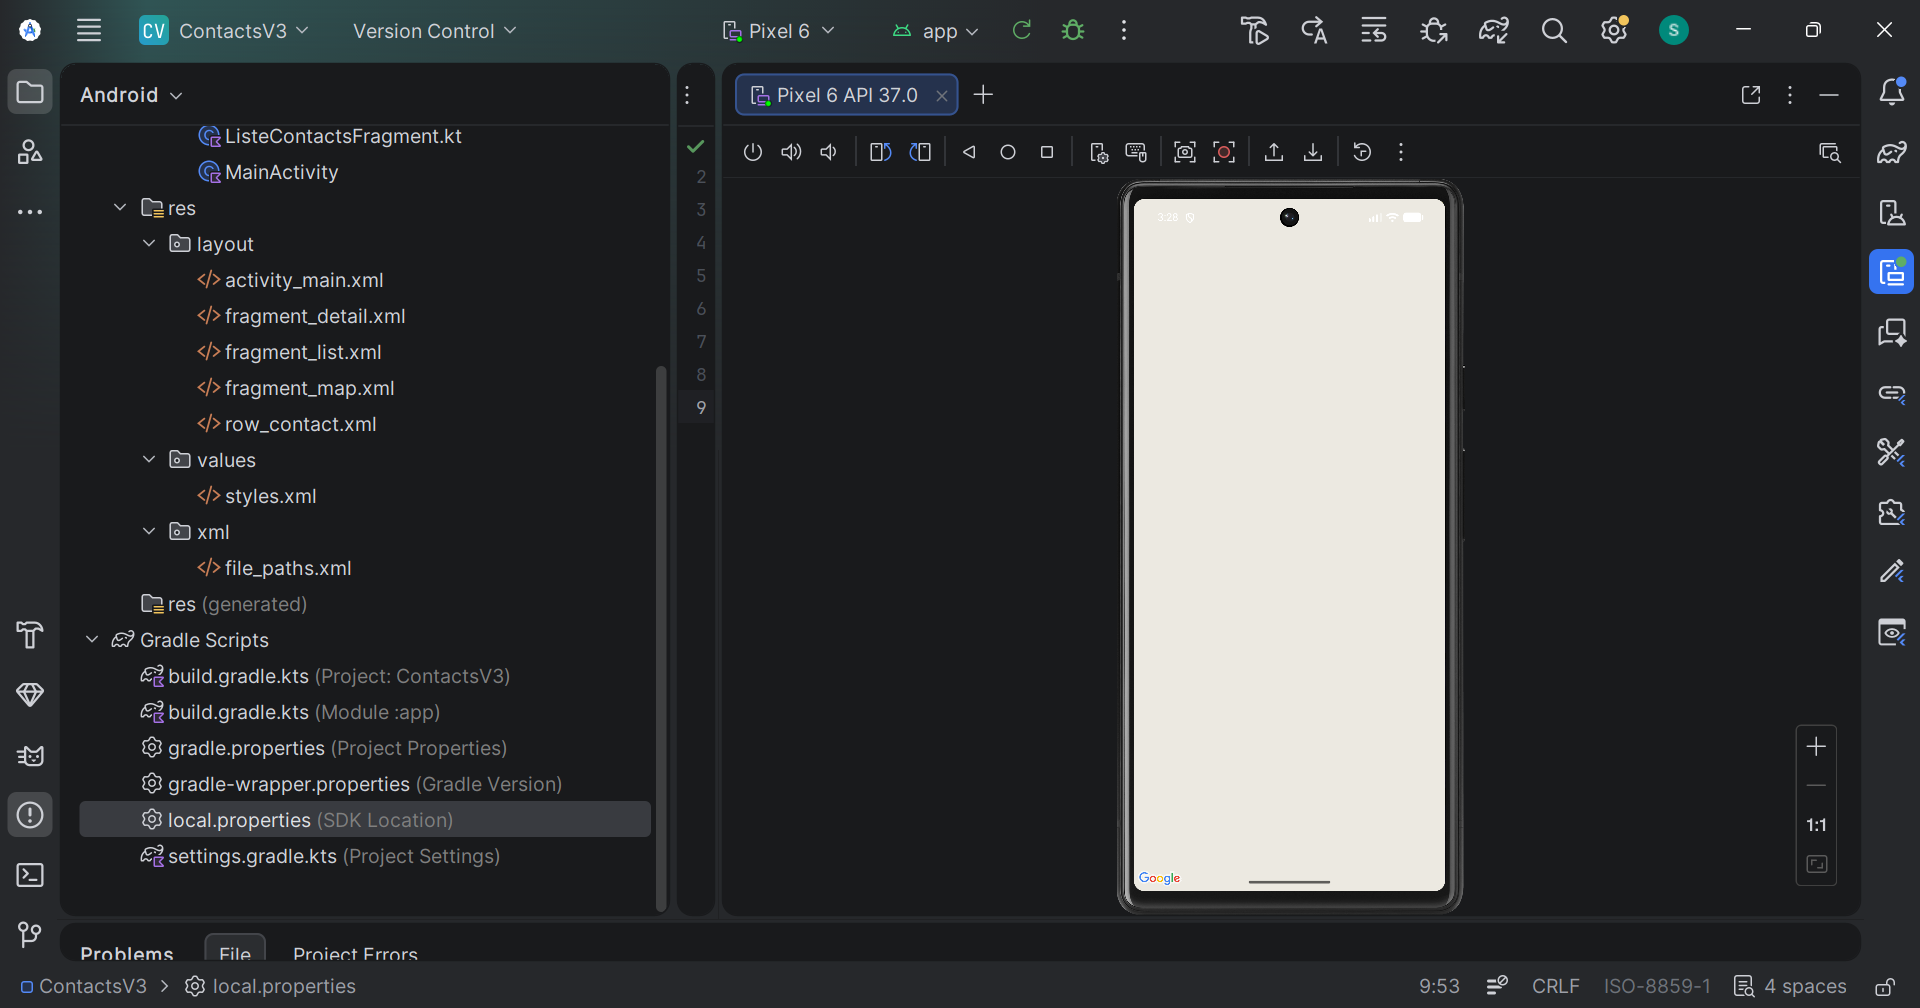 CV ContactsV3 Version Control Pixel 6 app S
Android
ListeContactsFragment.kt
MainActivity
res
layout
activity_main.xml
fragment_detail.xml
fragment_list.xml
fragment_map.xml
row_contact.xml
values
styles.xml
xml
file_paths.xml
res (generated)
Gradle Scripts
build.gradle.kts (Project: ContactsV3)
build.gradle.kts (Module :app)
gradle.properties (Project Properties)
gradle-wrapper.properties (Gradle Version)
local.properties (SDK Location)
settings.gradle.kts (Project Settings)
2
3
4
5
6
7
8
9
Pixel 6 API 37.0
3:28
Google
1:1
Problems File Project Errors
ContactsV3 local.properties 9:53 CRLF ISO-8859-1 4 spaces